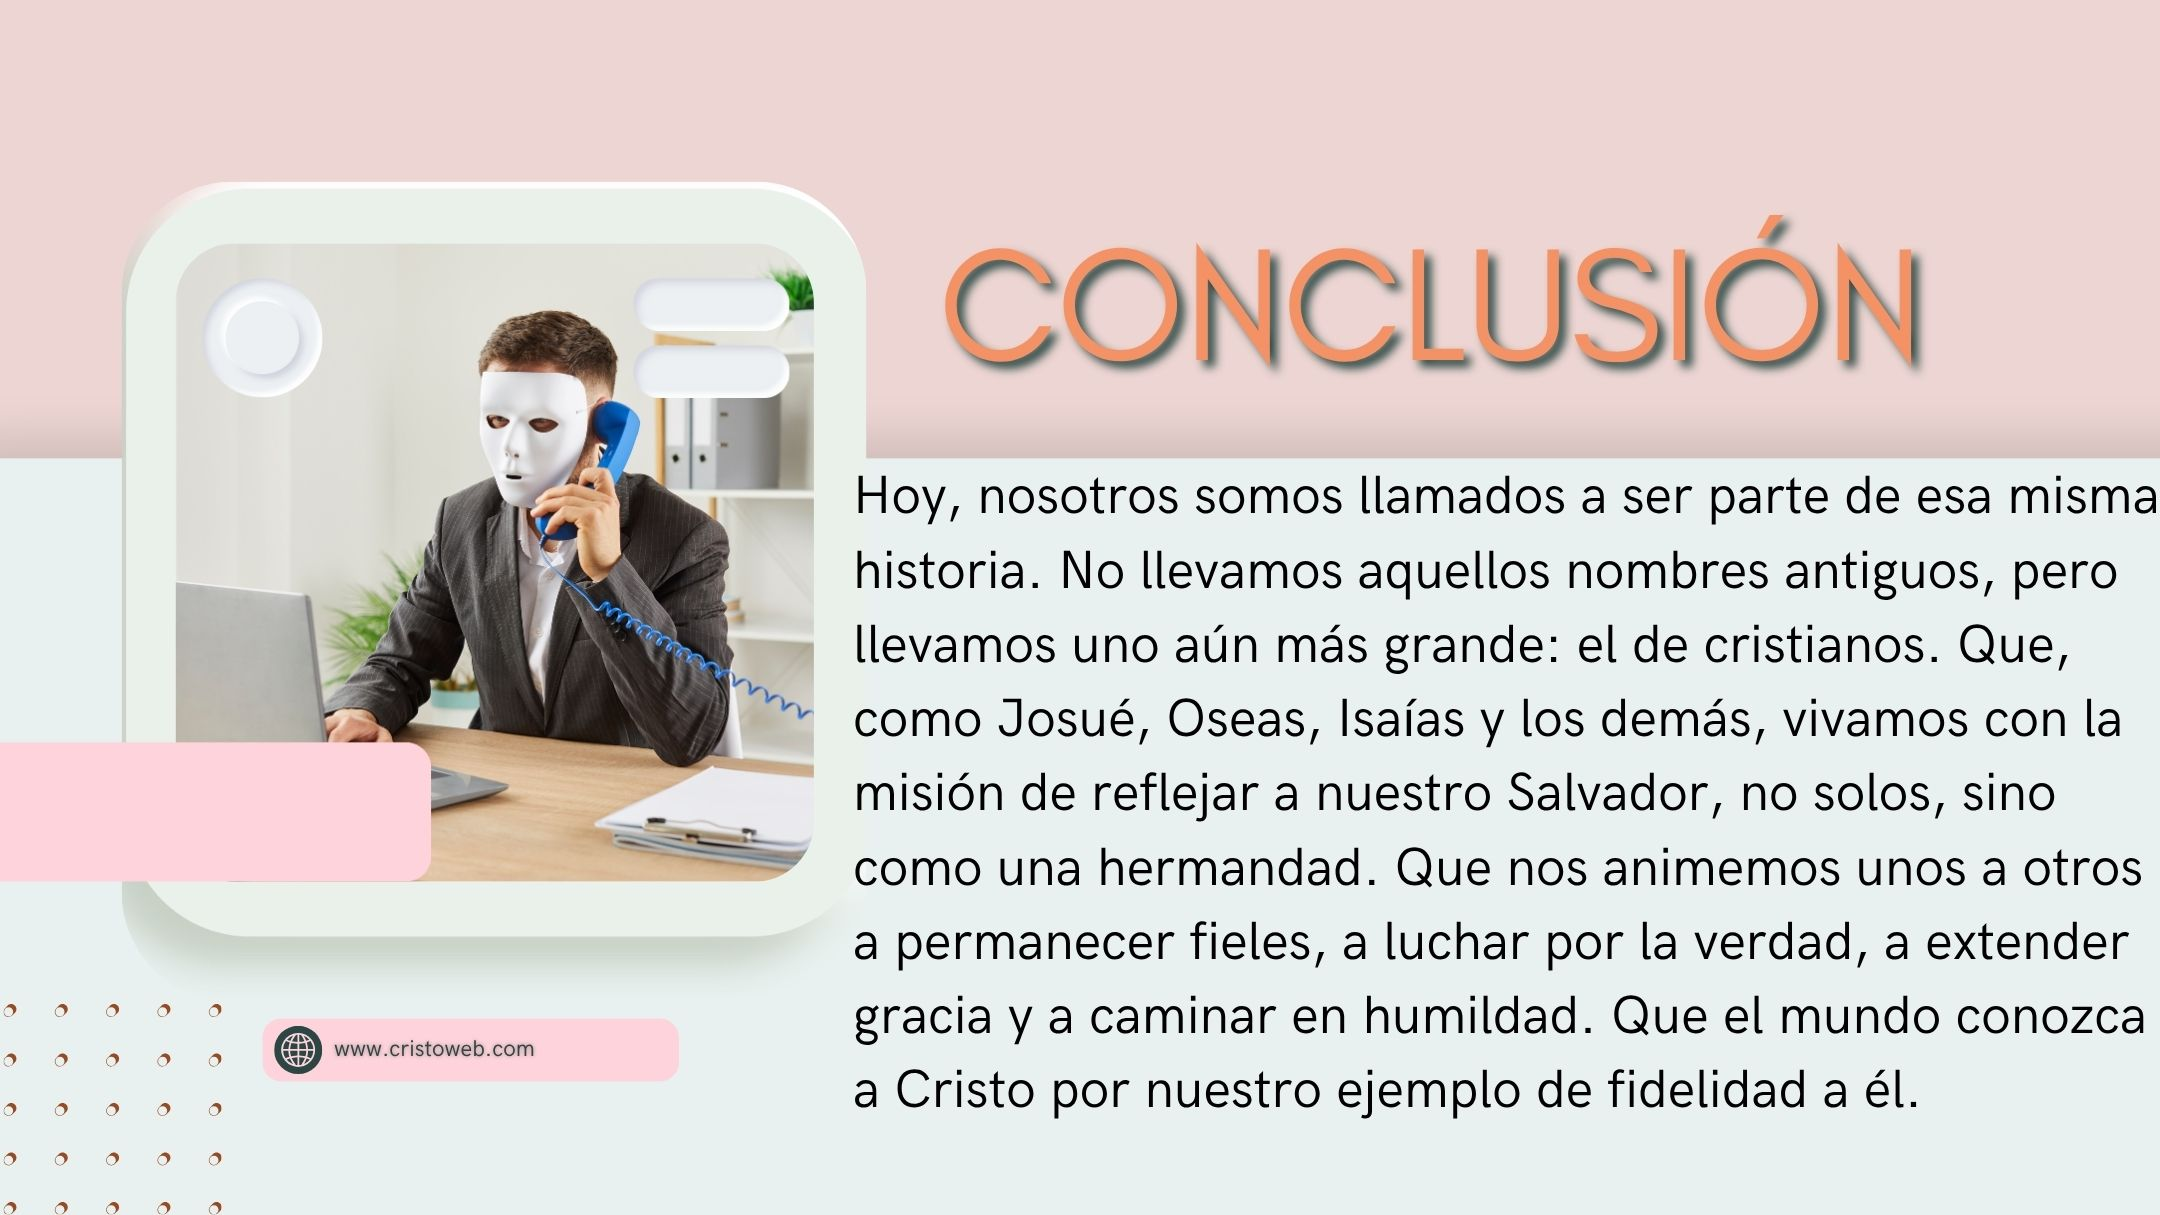 CONCLUSIÓN
Hoy, nosotros somos llamados a ser parte de esa misma
historia. No llevamos aquellos nombres antiguos, pero
llevamos uno aún más grande: el de cristianos. Que,
como Josué, Oseas, Isaías y los demás, vivamos con la
misión de reflejar a nuestro Salvador, no solos, sino
como una hermandad. Que nos animemos unos a otros
a permanecer fieles, a luchar por la verdad, a extender
gracia y a caminar en humildad. Que el mundo conozca
a Cristo por nuestro ejemplo de fidelidad a él.
www.cristoweb.com